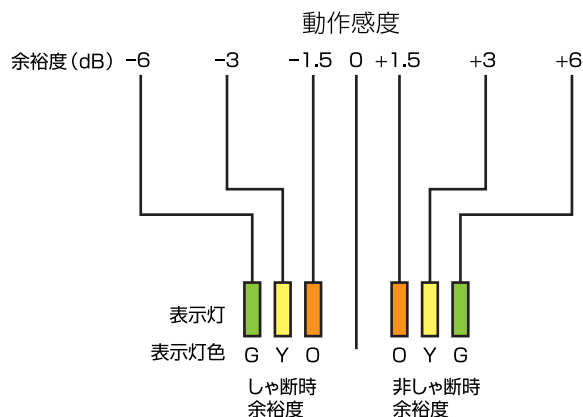 動作感度
余裕度(dB) -6 -3 -1.5 0 +1.5 +3 +6
表示灯
表示灯色 G Y O O Y G
しゃ断時 非しゃ断時
余裕度 余裕度